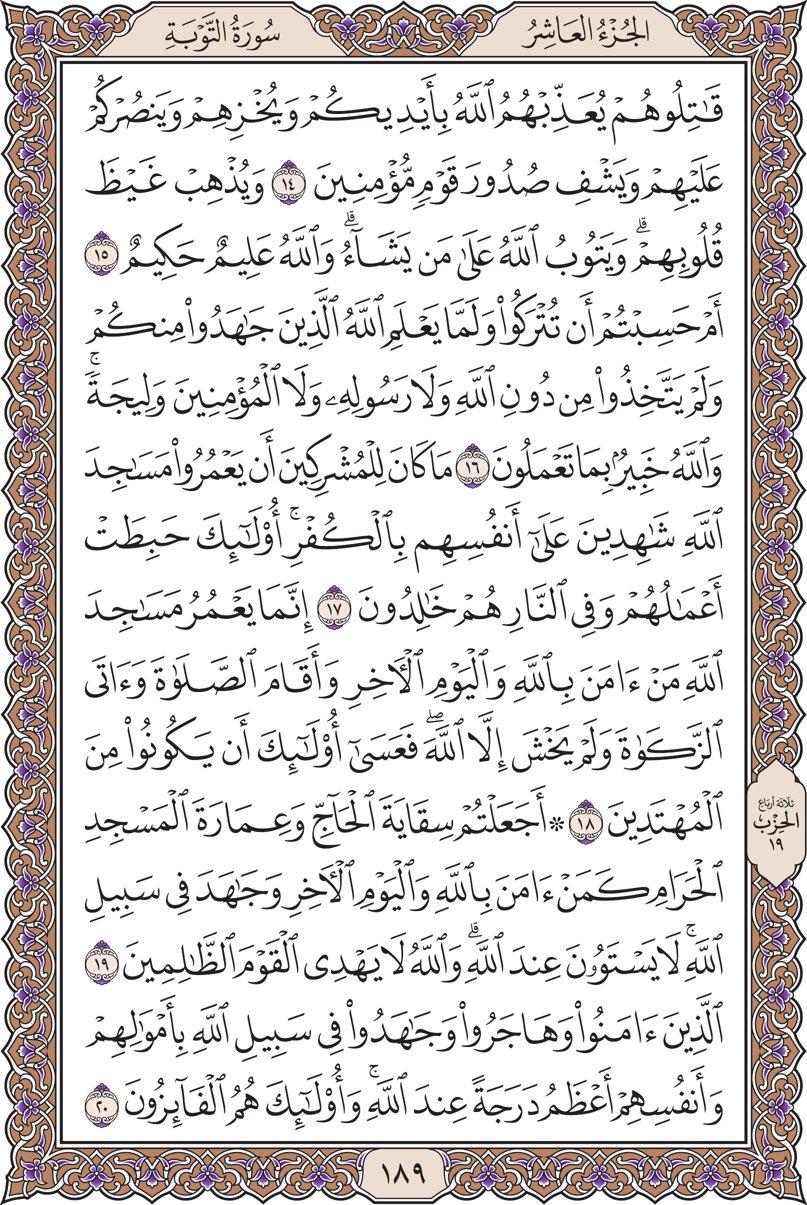 الجُزْءُ العَاشِرُ
سُورَةُ التَّوْبَةِ
قَٰتِلُوهُمْ يُعَذِّبْهُمُ ٱللَّهُ بِأَيْدِيكُمْ وَيُخْزِهِمْ وَيَنصُرْكُمْ
عَلَيْهِمْ وَيَشْفِ صُدُورَ قَوْمٍ مُّؤْمِنِينَ ١٤ وَيُذْهِبْ غَيْظَ
قُلُوبِهِمْۗ وَيَتُوبُ ٱللَّهُ عَلَىٰ مَن يَشَآءُۗ وَٱللَّهُ عَلِيمٌ حَكِيمٌ ١٥
أَمْ حَسِبْتُمْ أَن تُتْرَكُوا۟ وَلَمَّا يَعْلَمِ ٱللَّهُ ٱلَّذِينَ جَٰهَدُوا۟ مِنكُمْ
وَلَمْ يَتَّخِذُوا۟ مِن دُونِ ٱللَّهِ وَلَا رَسُولِهِۦ وَلَا ٱلْمُؤْمِنِينَ وَلِيجَةًۚ
وَٱللَّهُ خَبِيرٌۢ بِمَا تَعْمَلُونَ ١٦ مَا كَانَ لِلْمُشْرِكِينَ أَن يَعْمُرُوا۟ مَسَٰجِدَ
ٱللَّهِ شَٰهِدِينَ عَلَىٰٓ أَنفُسِهِم بِٱلْكُفْرِۚ أُو۟لَٰٓئِكَ حَبِطَتْ
أَعْمَٰلُهُمْ وَفِى ٱلنَّارِ هُمْ خَٰلِدُونَ ١٧ إِنَّمَا يَعْمُرُ مَسَٰجِدَ
ٱللَّهِ مَنْ ءَامَنَ بِٱللَّهِ وَٱلْيَوْمِ ٱلْءَاخِرِ وَأَقَامَ ٱلصَّلَوٰةَ وَءَاتَى
ٱلزَّكَوٰةَ وَلَمْ يَخْشَ إِلَّا ٱللَّهَۖ فَعَسَىٰٓ أُو۟لَٰٓئِكَ أَن يَكُونُوا۟ مِنَ
ٱلْمُهْتَدِينَ ١٨ ۞ أَجَعَلْتُمْ سِقَايَةَ ٱلْحَآجِّ وَعِمَارَةَ ٱلْمَسْجِدِ
ثلاثة أرباع
الحِزْب
١٩
ٱلْحَرَامِ كَمَنْ ءَامَنَ بِٱللَّهِ وَٱلْيَوْمِ ٱلْءَاخِرِ وَجَٰهَدَ فِى سَبِيلِ
ٱللَّهِۚ لَا يَسْتَوُۥنَ عِندَ ٱللَّهِۗ وَٱللَّهُ لَا يَهْدِى ٱلْقَوْمَ ٱلظَّٰلِمِينَ ١٩
ٱلَّذِينَ ءَامَنُوا۟ وَهَاجَرُوا۟ وَجَٰهَدُوا۟ فِى سَبِيلِ ٱللَّهِ بِأَمْوَٰلِهِمْ
وَأَنفُسِهِمْ أَعْظَمُ دَرَجَةً عِندَ ٱللَّهِۚ وَأُو۟لَٰٓئِكَ هُمُ ٱلْفَآئِزُونَ ٢٠
١٨٩